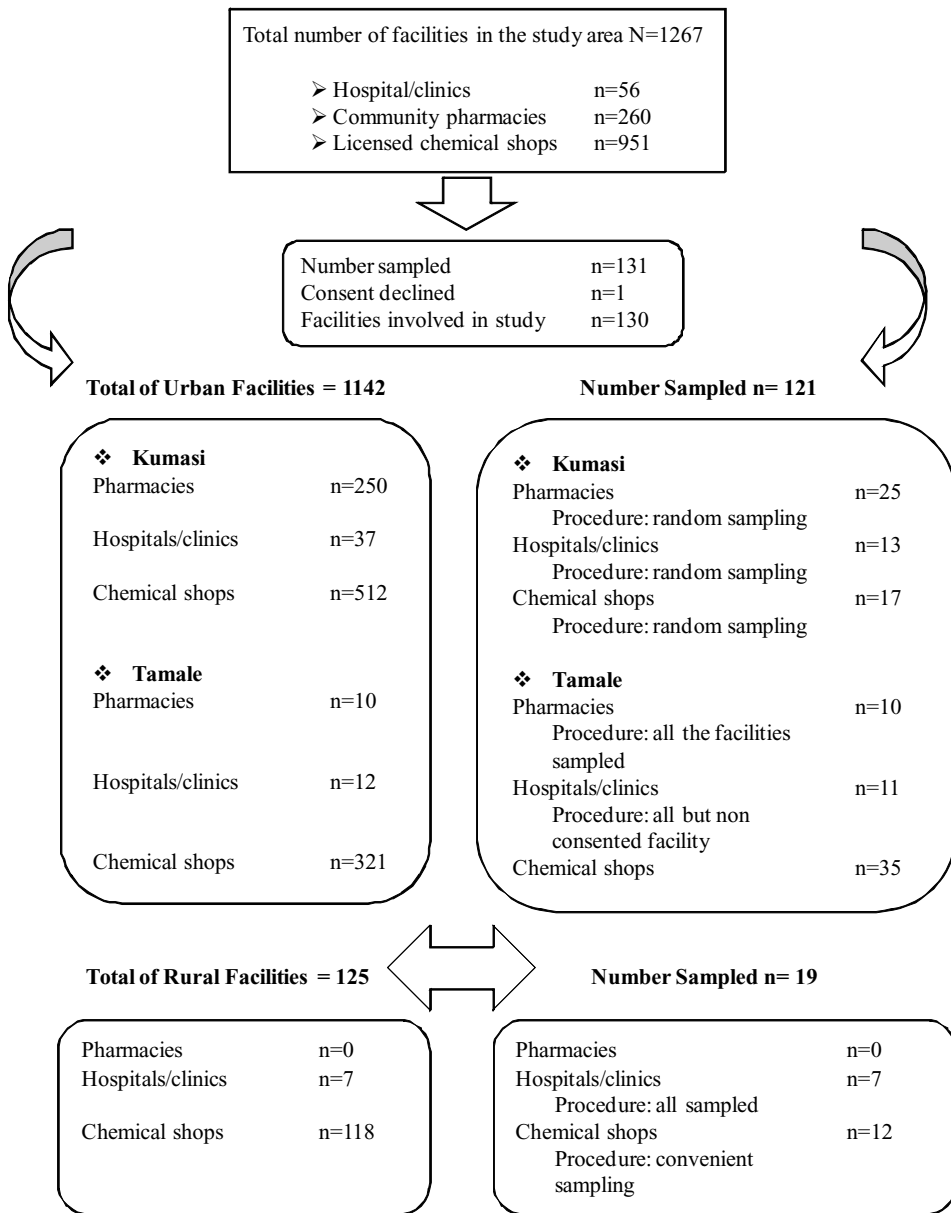 Total number of facilities in the study area N=1267
➢ Hospital/clinics n=56
➢ Community pharmacies n=260
➢ Licensed chemical shops n=951
Number sampled n=131
Consent declined n=1
Facilities involved in study n=130
Total of Urban Facilities = 1142
❖ Kumasi
Pharmacies n=250
Hospitals/clinics n=37
Chemical shops n=512
❖ Tamale
Pharmacies n=10
Hospitals/clinics n=12
Chemical shops n=321
Number Sampled n= 121
❖ Kumasi
Pharmacies n=25
Procedure: random sampling
Hospitals/clinics n=13
Procedure: random sampling
Chemical shops n=17
Procedure: random sampling
❖ Tamale
Pharmacies n=10
Procedure: all the facilities
sampled
Hospitals/clinics n=11
Procedure: all but non
consented facility
Chemical shops n=35
Total of Rural Facilities = 125
Pharmacies n=0
Hospitals/clinics n=7
Chemical shops n=118
Number Sampled n= 19
Pharmacies n=0
Hospitals/clinics n=7
Procedure: all sampled
Chemical shops n=12
Procedure: convenient
sampling